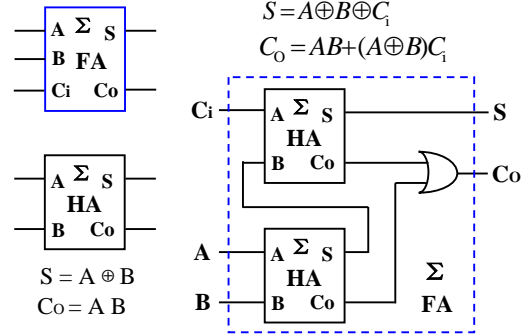 A Σ S
B FA
Ci Co
S = A⊕B⊕Ci
CO = AB+(A⊕B)Ci
Ci A Σ S S
HA
B Co
Co
A Σ S
HA
B Co
S = A ⊕ B
Co = A B
A A Σ S
HA
B B Co
Σ
FA